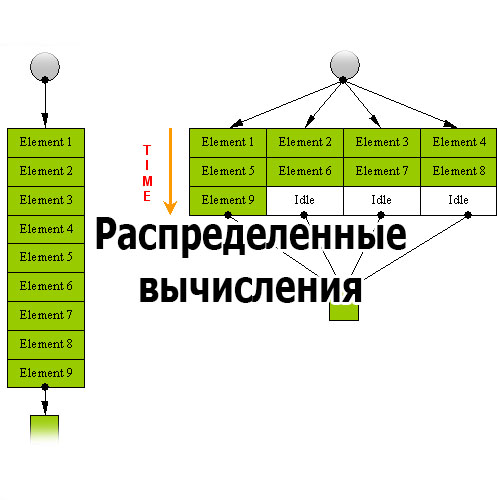 Element 1
Element 2
Element 3
Element 4
Element 5
Element 6
Element 7
Element 8
Element 9
TIME
Element 1 Element 2 Element 3 Element 4
Element 5 Element 6 Element 7 Element 8
Element 9 Idle Idle Idle
Распределенные
вычисления